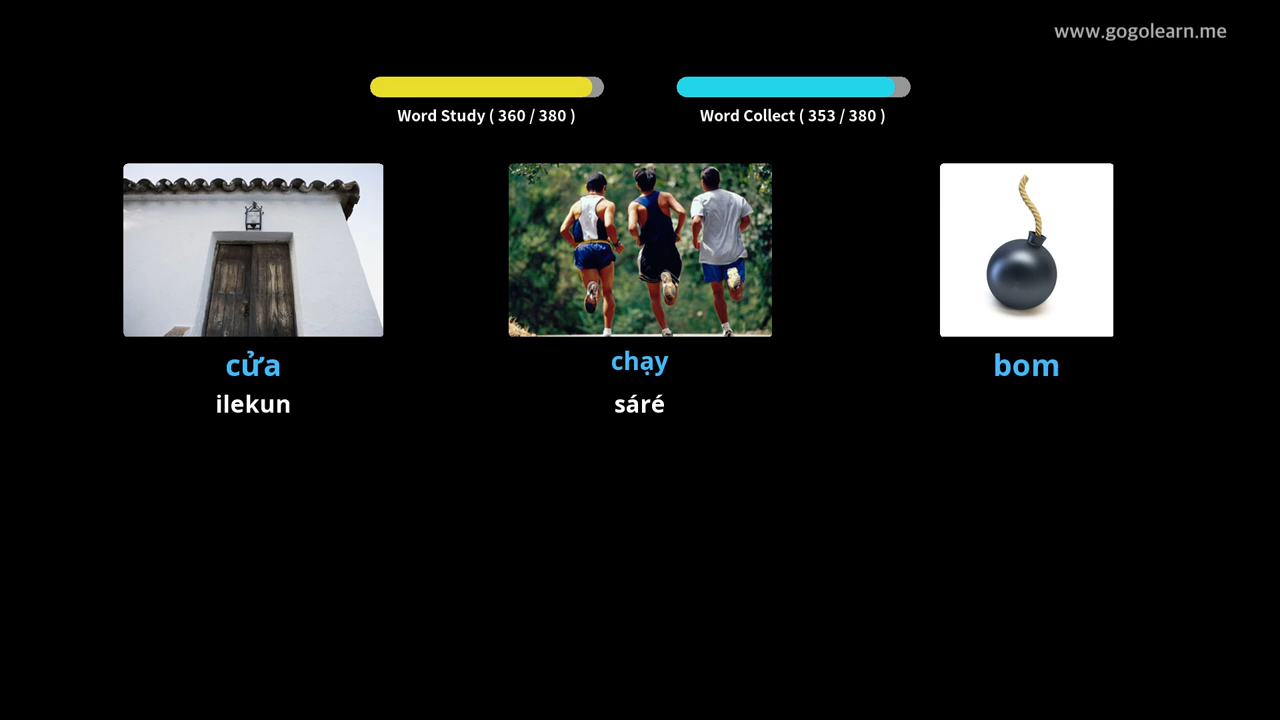 www.gogolearn.me
Word Study ( 360 / 380 )
Word Collect ( 353 / 380 )
cửa
chạy
bom
ilekun
sáré